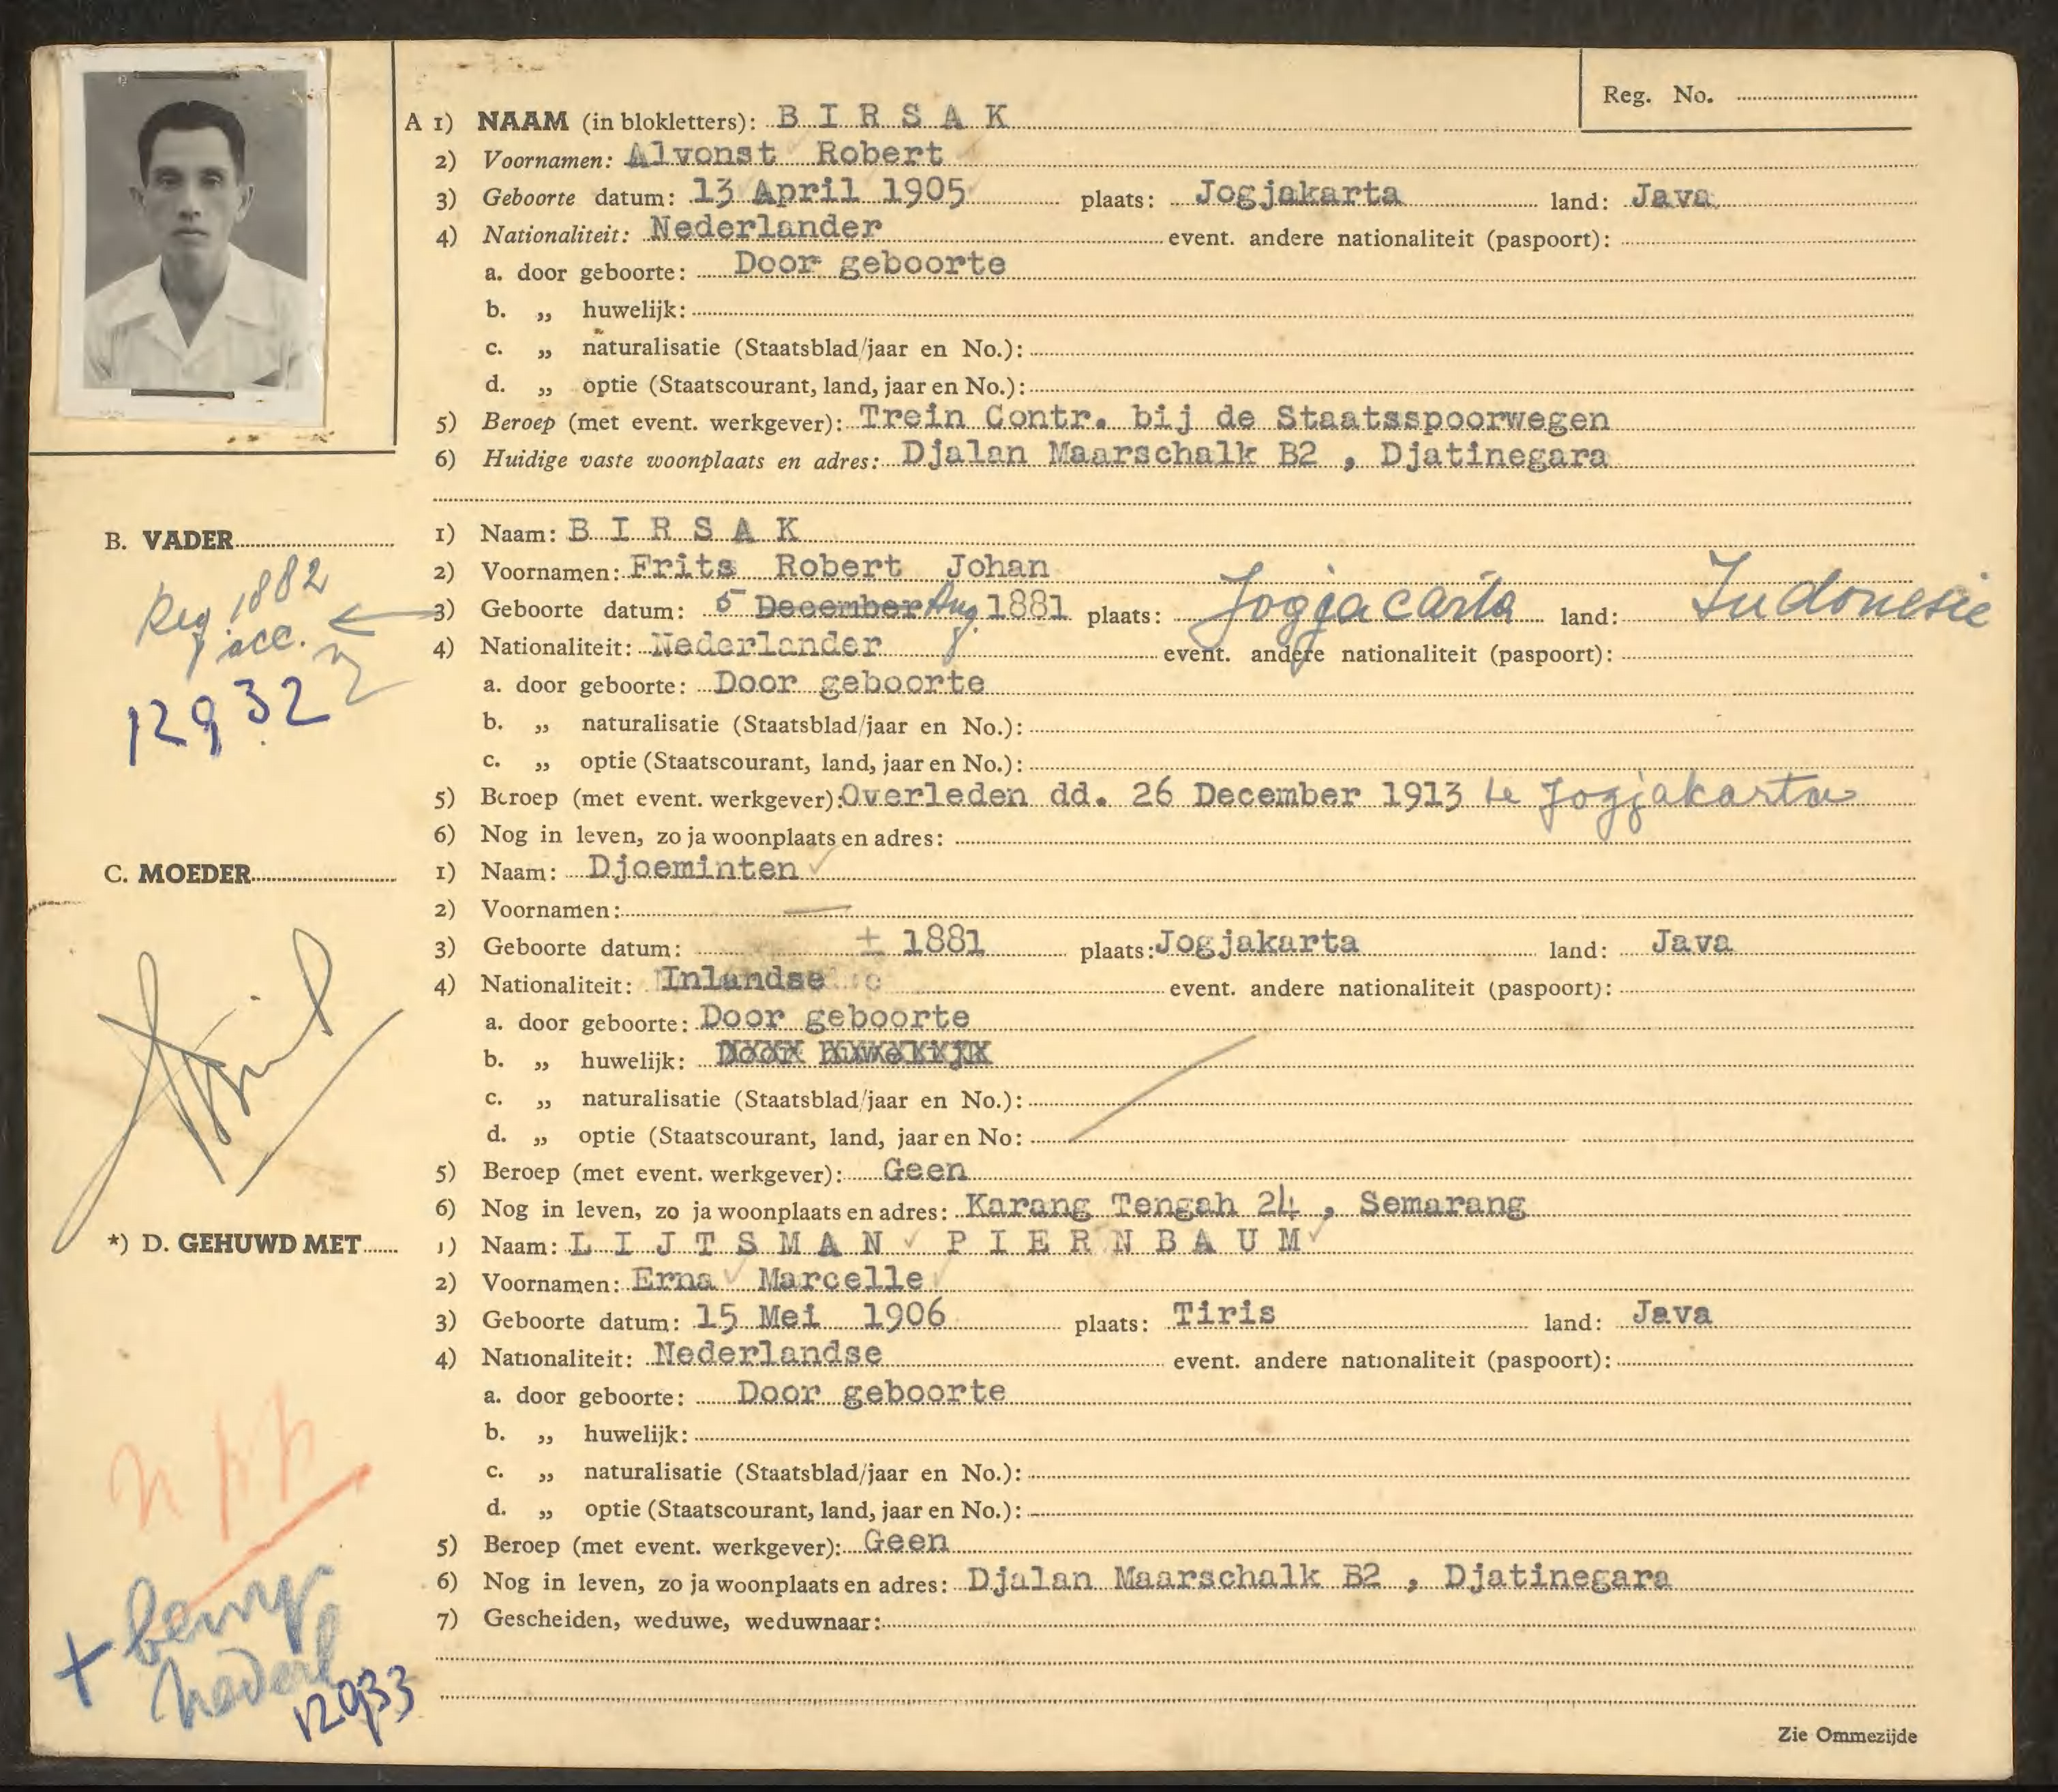 Reg. No.
A 1) NAAM (in blokletters): B I R S A K
2) Voornamen: Alvonst Robert
3) Geboorte datum: 13 April 1905 plaats: Jogjakarta land: Java
4) Nationaliteit: Nederlander event. andere nationaliteit (paspoort):
a. door geboorte: Door geboorte
b. „ huwelijk:
c. „ naturalisatie (Staatsblad/jaar en No.):
d. „ optie (Staatscourant, land, jaar en No.):
5) Beroep (met event. werkgever): Trein Contr. bij de Staatsspoorwegen
6) Huidige vaste woonplaats en adres: Djalan Maarschalk B2 , Djatinegara
B. VADER 1) Naam: B I R S A K
2) Voornamen: Frits Robert Johan
Reg. 1882
acc.
3) Geboorte datum: 5 December Aug. 1881 plaats: Jogjacarta land: Indonesie
4) Nationaliteit: Nederlander event. andere nationaliteit (paspoort):
12932
a. door geboorte: Door geboorte
b. „ naturalisatie (Staatsblad/jaar en No.):
c. „ optie (Staatscourant, land, jaar en No.):
5) Beroep (met event. werkgever): Overleden dd. 26 December 1913 te Jogjakarta
6) Nog in leven, zo ja woonplaats en adres:
C. MOEDER 1) Naam: Djoeminten
2) Voornamen: —
3) Geboorte datum: ± 1881 plaats: Jogjakarta land: Java
4) Nationaliteit: Inlandse event. andere nationaliteit (paspoort):
a. door geboorte: Door geboorte
b. „ huwelijk: Door huwelijk
c. „ naturalisatie (Staatsblad/jaar en No.):
d. „ optie (Staatscourant, land, jaar en No:
5) Beroep (met event. werkgever): Geen
6) Nog in leven, zo ja woonplaats en adres: Karang Tengah 24 , Semarang
*) D. GEHUWD MET 1) Naam: L I J T S M A N P I E R N B A U M
2) Voornamen: Erna Marcelle
3) Geboorte datum: 15 Mei 1906 plaats: Tiris land: Java
4) Nationaliteit: Nederlandse event. andere nationaliteit (paspoort):
a. door geboorte: Door geboorte
b. „ huwelijk:
c. „ naturalisatie (Staatsblad/jaar en No.):
d. „ optie (Staatscourant, land, jaar en No.):
5) Beroep (met event. werkgever): Geen
6) Nog in leven, zo ja woonplaats en adres: Djalan Maarschalk B2 , Djatinegara
7) Gescheiden, weduwe, weduwnaar:
+ bewijs
Nederl
12933
Zie Ommezijde